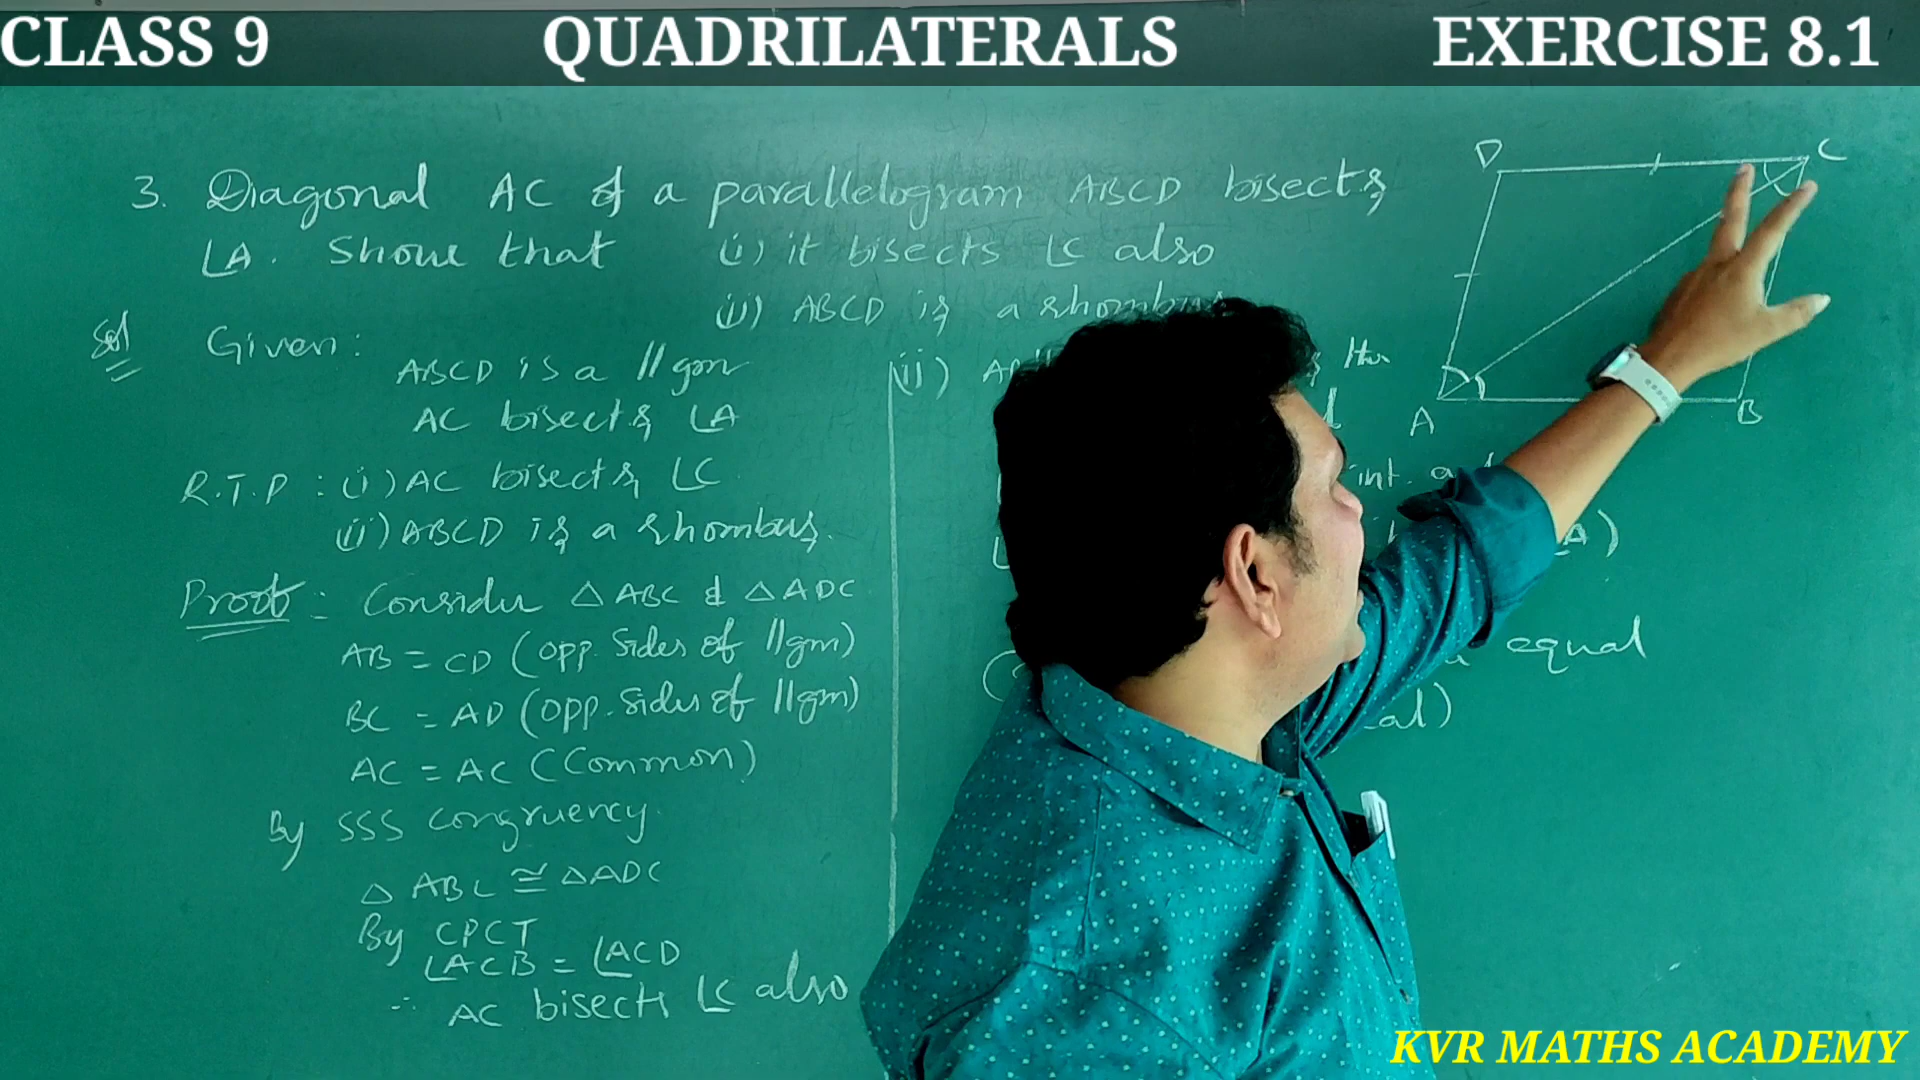 CLASS 9 QUADRILATERALS EXERCISE 8.1
3. Diagonal AC of a parallelogram ABCD bisects
∠A. Show that (i) it bisects ∠C also
(ii) ABCD is a rhombus
Sol Given:
ABCD is a ||gm
AC bisects ∠A
R.T.P : (i) AC bisects ∠C
(ii) ABCD is a rhombus.
Proof: Consider △ABC & △ADC
AB = CD (opp. sides of ||gm)
BC = AD (opp. sides of ||gm)
AC = AC (Common)
By SSS congruency
△ABC ≅ △ADC
By CPCT
∠ACB = ∠ACD
∴ AC bisects ∠C also
ii)
int.
A)
equal
D C
A B
KVR MATHS ACADEMY